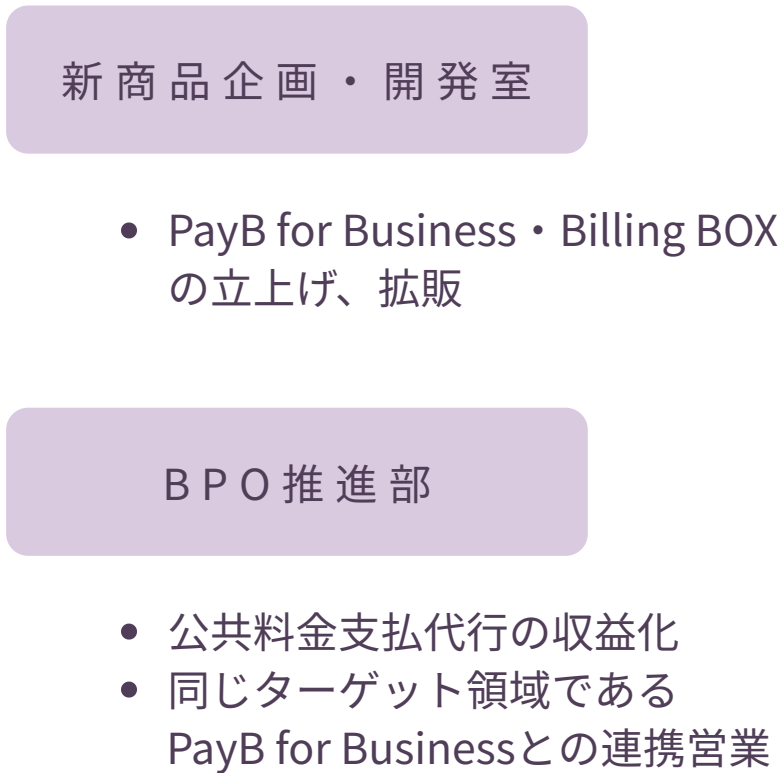 新商品企画・開発室
• PayB for Business・Billing BOX
の立上げ、拡販
BPO推進部
• 公共料金支払代行の収益化
• 同じターゲット領域である
PayB for Businessとの連携営業